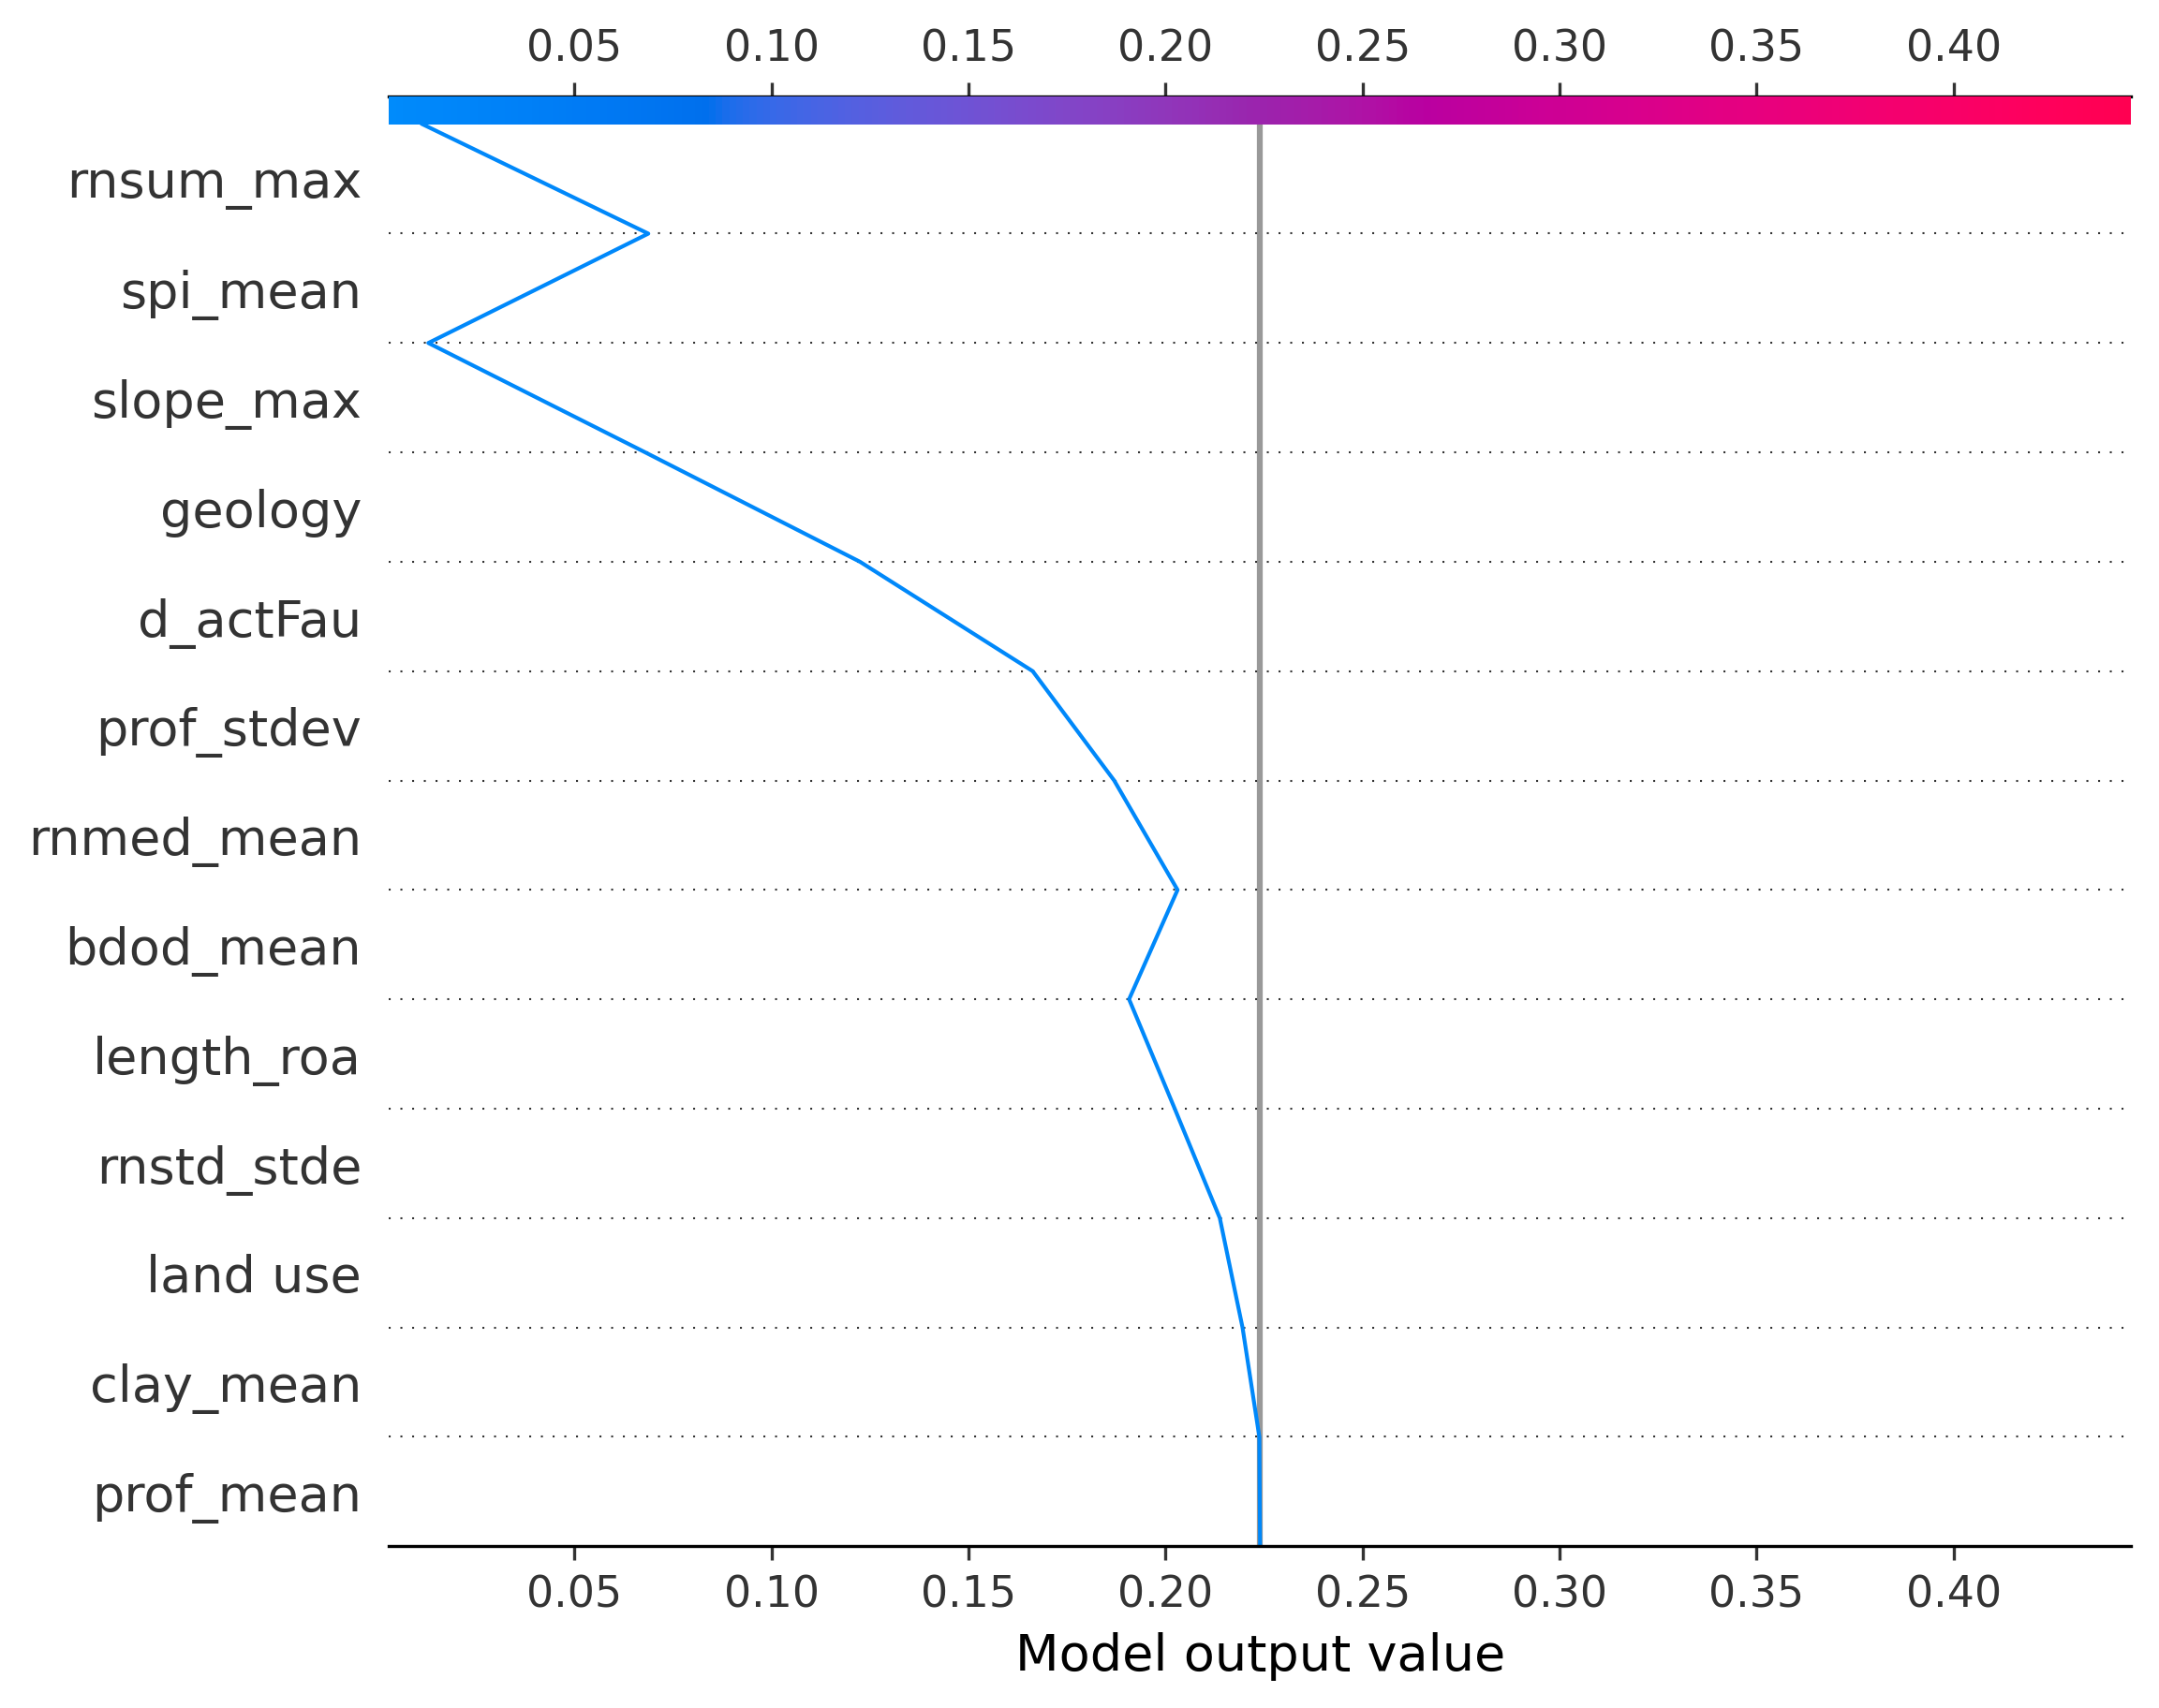 0.05 0.10 0.15 0.20 0.25 0.30 0.35 0.40
rnsum_max
spi_mean
slope_max
geology
d_actFau
prof_stdev
rnmed_mean
bdod_mean
length_roa
rnstd_stde
land use
clay_mean
prof_mean
0.05 0.10 0.15 0.20 0.25 0.30 0.35 0.40
Model output value